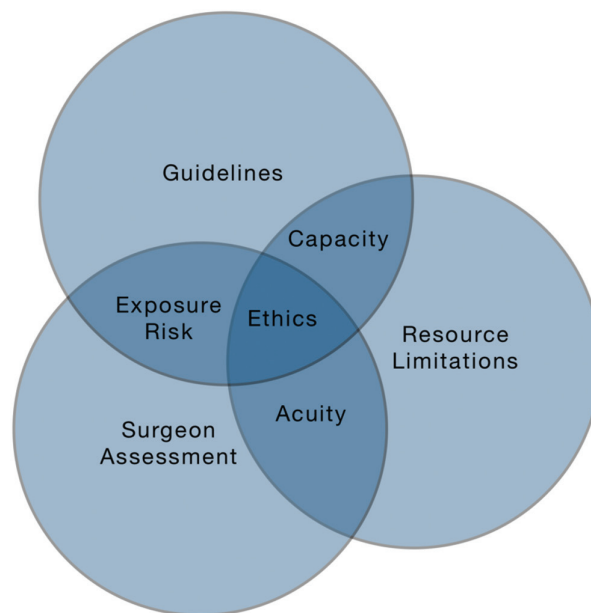 Guidelines
Capacity
Exposure
Risk
Ethics
Resource
Limitations
Surgeon
Assessment
Acuity